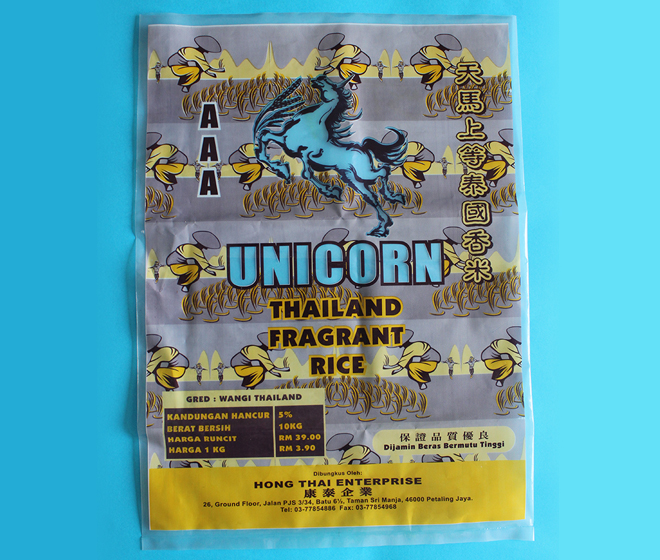 AAA
天馬上等泰國香米
UNICORN
THAILAND
FRAGRANT
RICE
GRED : WANGI THAILAND
KANDUNGAN HANCUR 5%
BERAT BERSIH 10KG
HARGA RUNCIT RM 39.00
HARGA 1 KG RM 3.90
保證品質優良
Dijamin Beras Bermutu Tinggi
Dibungkus Oleh:
HONG THAI ENTERPRISE
康泰企業
26, Ground Floor, Jalan PJS 3/34, Batu 6½, Taman Sri Manja, 46000 Petaling Jaya.
Tel: 03-77854886 Fax: 03-77854968